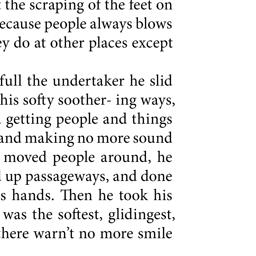 the scraping of the feet on
ecause people always blows
y do at other places except
full the undertaker he slid
his softy soother- ing ways,
getting people and things
and making no more sound
moved people around, he
up passageways, and done
s hands. Then he took his
was the softest, glidingest,
here warn't no more smile